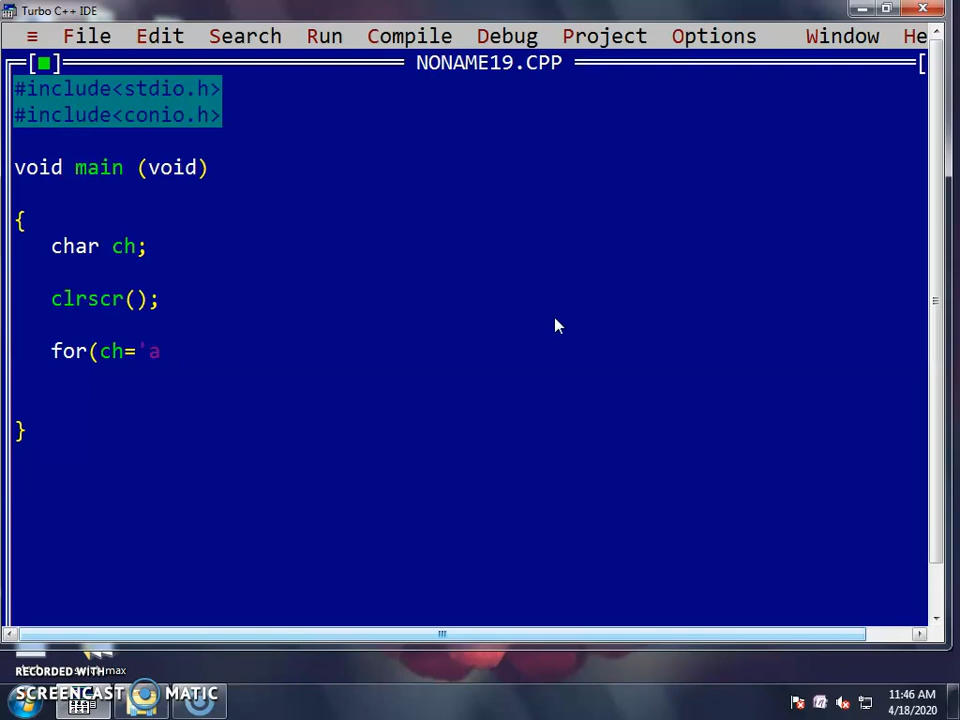 Turbo C++ IDE
≡ File Edit Search Run Compile Debug Project Options Window He
[■] NONAME19.CPP [
#include<stdio.h>
#include<conio.h>
void main (void)
{
char ch;
clrscr();
for(ch='a
}
max
RECORDED WITH
SCREENCAST MATIC
11:46 AM
4/18/2020